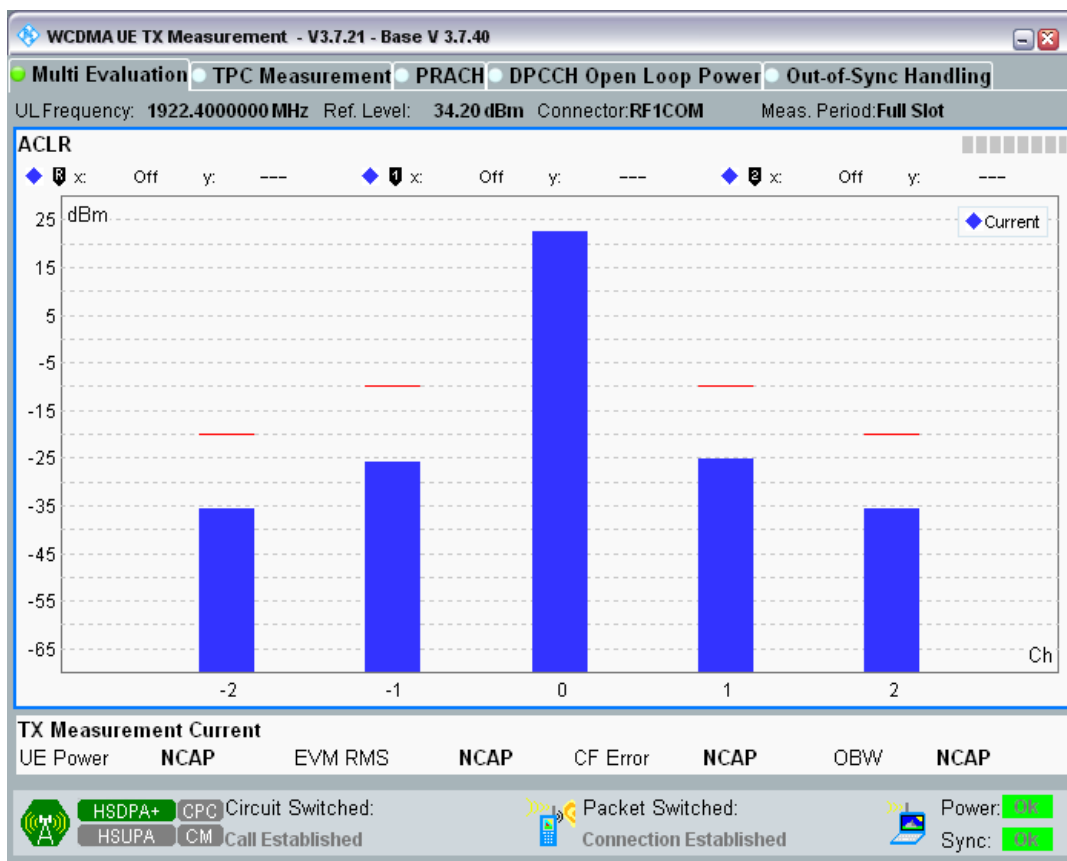 WCDMA UE TX Measurement - V3.7.21 - Base V 3.7.40
Multi Evaluation TPC Measurement PRACH DPCCH Open Loop Power Out-of-Sync Handling
UL Frequency: 1922.4000000 MHz Ref. Level: 34.20 dBm Connector:RF1COM Meas. Period:Full Slot
ACLR
R x: Off y: --- 1 x: Off y: --- 2 x: Off y: ---
dBm
Current
25
15
5
-5
-15
-25
-35
-45
-55
-65
Ch
-2 -1 0 1 2
TX Measurement Current
UE Power NCAP EVM RMS NCAP CF Error NCAP OBW NCAP
HSDPA+ CPC Circuit Switched: Packet Switched: Power: Ok
HSUPA CM Call Established Connection Established Sync: Ok